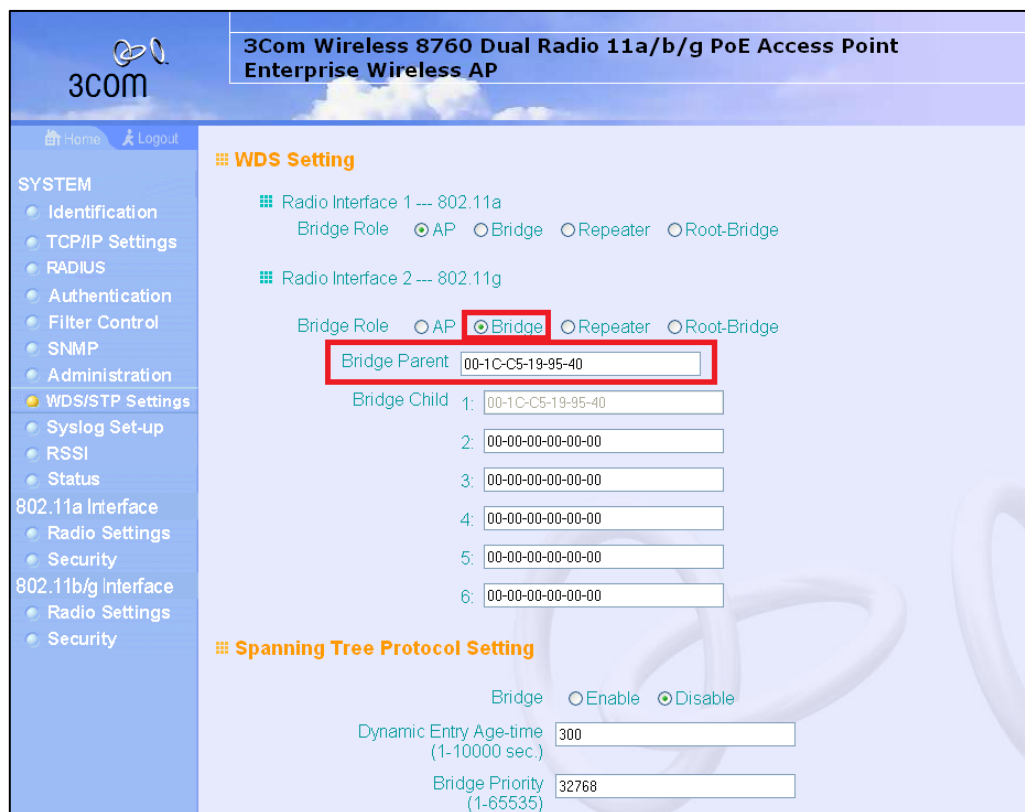 3COM
3Com Wireless 8760 Dual Radio 11a/b/g PoE Access Point
Enterprise Wireless AP
Home Logout
SYSTEM
Identification
TCP/IP Settings
RADIUS
Authentication
Filter Control
SNMP
Administration
WDS/STP Settings
Syslog Set-up
RSSI
Status
802.11a Interface
Radio Settings
Security
802.11b/g Interface
Radio Settings
Security
WDS Setting
Radio Interface 1 --- 802.11a
Bridge Role AP Bridge Repeater Root-Bridge
Radio Interface 2 --- 802.11g
Bridge Role AP Bridge Repeater Root-Bridge
Bridge Parent 00-1C-C5-19-95-40
Bridge Child 1: 00-1C-C5-19-95-40
2: 00-00-00-00-00-00
3: 00-00-00-00-00-00
4: 00-00-00-00-00-00
5: 00-00-00-00-00-00
6: 00-00-00-00-00-00
Spanning Tree Protocol Setting
Bridge Enable Disable
Dynamic Entry Age-time 300
(1-10000 sec.)
Bridge Priority 32768
(1-65535)